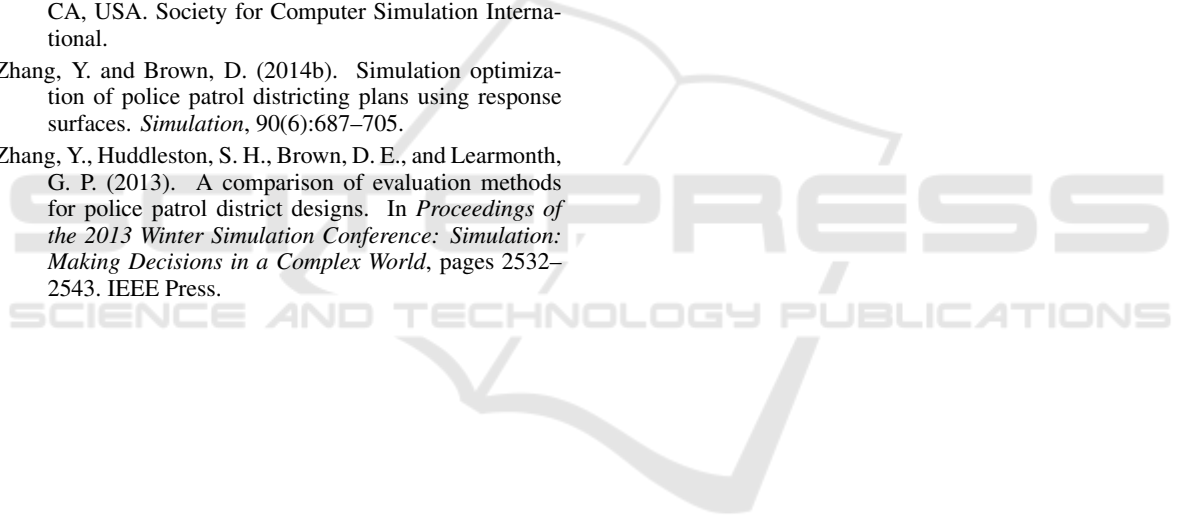 CA, USA. Society for Computer Simulation Interna-
tional.
Zhang, Y. and Brown, D. (2014b). Simulation optimiza-
tion of police patrol districting plans using response
surfaces. Simulation, 90(6):687–705.
Zhang, Y., Huddleston, S. H., Brown, D. E., and Learmonth,
G. P. (2013). A comparison of evaluation methods
for police patrol district designs. In Proceedings of
the 2013 Winter Simulation Conference: Simulation:
Making Decisions in a Complex World, pages 2532–
2543. IEEE Press.
SCITEPRESS
SCIENCE AND TECHNOLOGY PUBLICATIONS